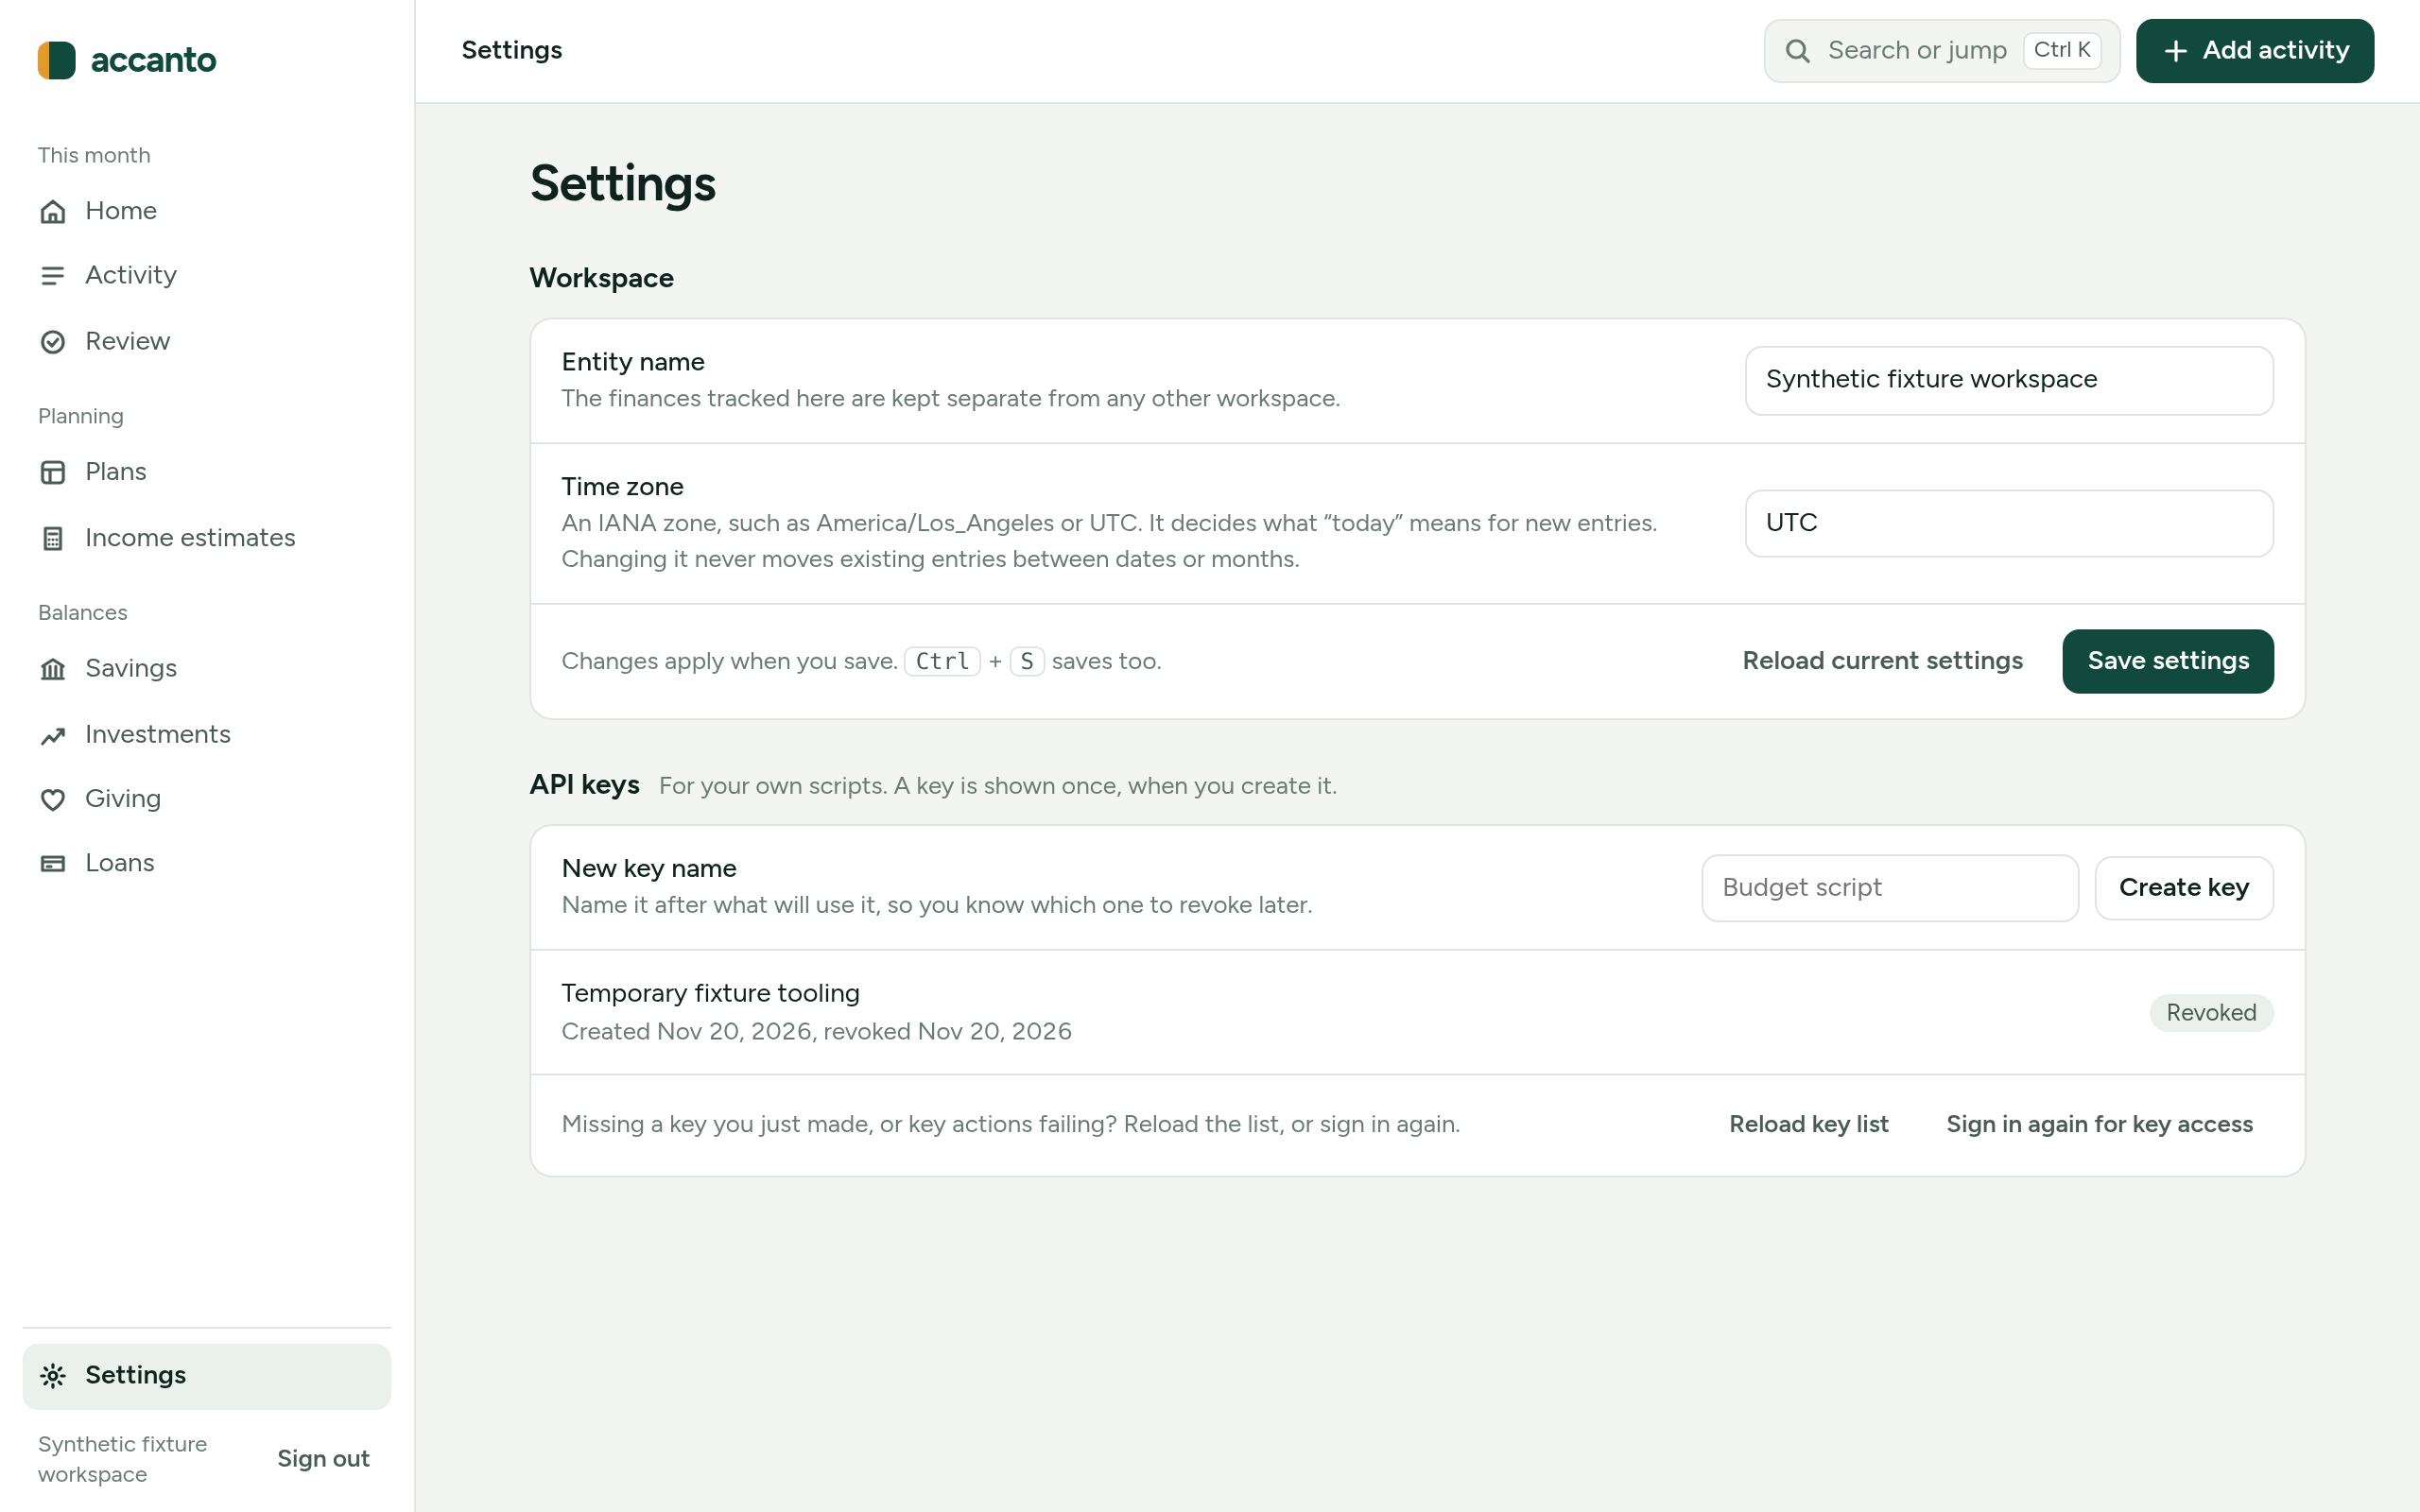 accanto
This month
Home
Activity
Review
Planning
Plans
Income estimates
Balances
Savings
Investments
Giving
Loans
Settings
Synthetic fixture
workspace
Sign out
Settings
Search or jump
Ctrl K
Add activity
Settings
Workspace
Entity name
The finances tracked here are kept separate from any other workspace.
Synthetic fixture workspace
Time zone
An IANA zone, such as America/Los_Angeles or UTC. It decides what “today” means for new entries.
Changing it never moves existing entries between dates or months.
UTC
Changes apply when you save. Ctrl + S saves too.
Reload current settings
Save settings
API keys For your own scripts. A key is shown once, when you create it.
New key name
Name it after what will use it, so you know which one to revoke later.
Budget script
Create key
Temporary fixture tooling
Created Nov 20, 2026, revoked Nov 20, 2026
Revoked
Missing a key you just made, or key actions failing? Reload the list, or sign in again.
Reload key list
Sign in again for key access